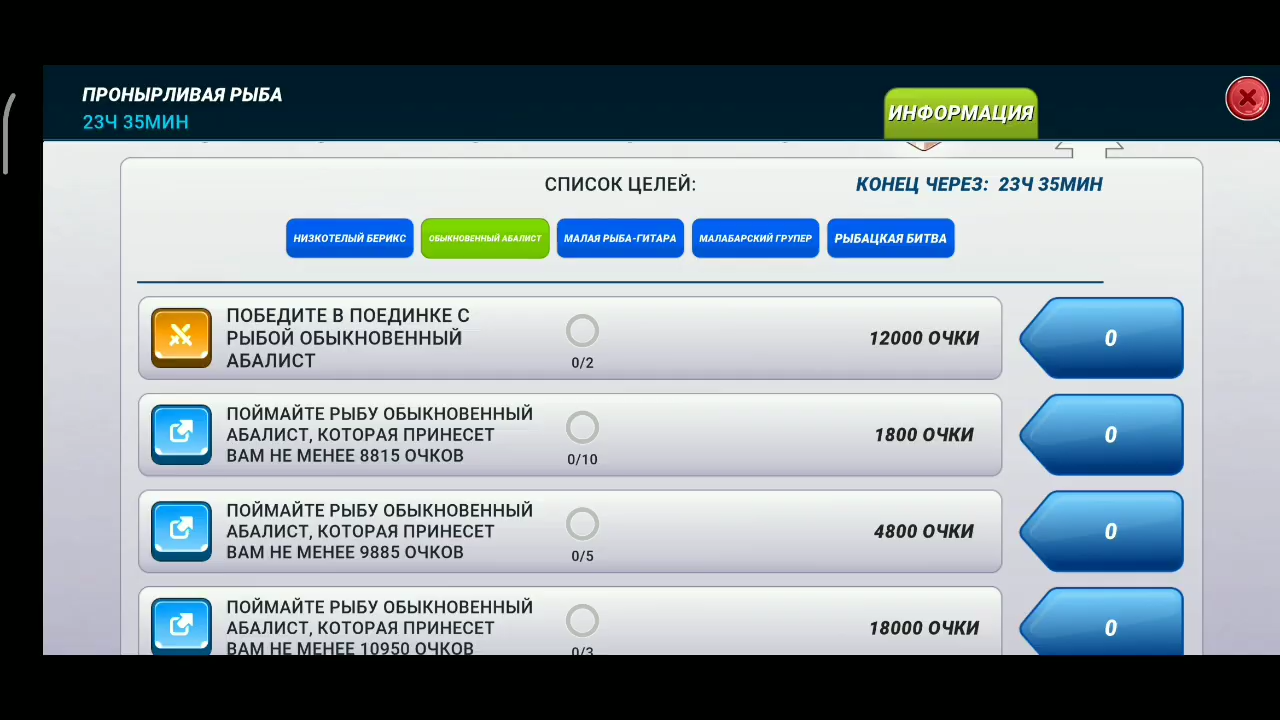 ПРОНЫРЛИВАЯ РЫБА
23Ч 35МИН
ИНФОРМАЦИЯ
СПИСОК ЦЕЛЕЙ:
КОНЕЦ ЧЕРЕЗ: 23Ч 35МИН
НИЗКОТЕЛЫЙ БЕРИКС
ОБЫКНОВЕННЫЙ АБАЛИСТ
МАЛАЯ РЫБА-ГИТАРА
МАЛАБАРСКИЙ ГРУПЕР
РЫБАЦКАЯ БИТВА
ПОБЕДИТЕ В ПОЕДИНКЕ С
РЫБОЙ ОБЫКНОВЕННЫЙ
АБАЛИСТ
0/2
12000 ОЧКИ
0
ПОЙМАЙТЕ РЫБУ ОБЫКНОВЕННЫЙ
АБАЛИСТ, КОТОРАЯ ПРИНЕСЕТ
ВАМ НЕ МЕНЕЕ 8815 ОЧКОВ
0/10
1800 ОЧКИ
0
ПОЙМАЙТЕ РЫБУ ОБЫКНОВЕННЫЙ
АБАЛИСТ, КОТОРАЯ ПРИНЕСЕТ
ВАМ НЕ МЕНЕЕ 9885 ОЧКОВ
0/5
4800 ОЧКИ
0
ПОЙМАЙТЕ РЫБУ ОБЫКНОВЕННЫЙ
АБАЛИСТ, КОТОРАЯ ПРИНЕСЕТ
ВАМ НЕ МЕНЕЕ 10950 ОЧКОВ
0/3
18000 ОЧКИ
0